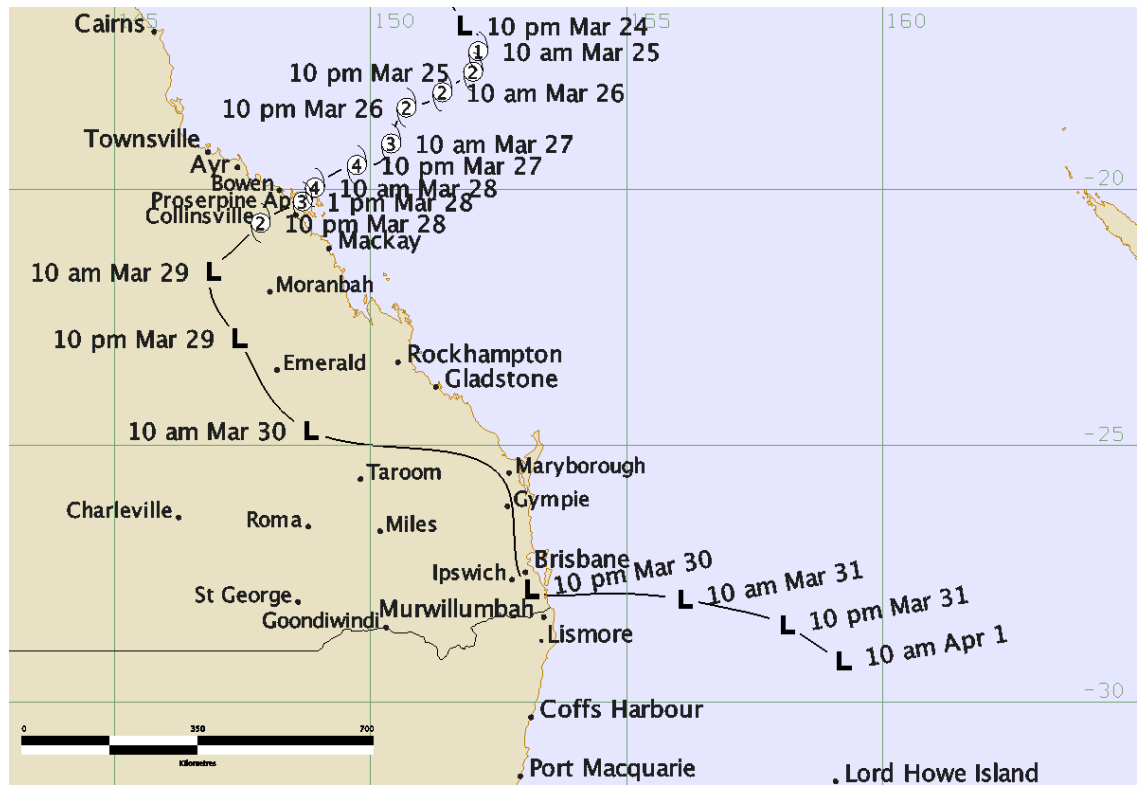 145
150
155
160
Cairns
10 pm Mar 24
1
10 am Mar 25
10 pm Mar 25
2
2
10 am Mar 26
10 pm Mar 26
2
Townsville
3
10 am Mar 27
Ayr
4
10 pm Mar 27
Bowen
4
10 am Mar 28
-20
Proserpine Ap
3
1 pm Mar 28
Collinsville
2
10 pm Mar 28
Mackay
10 am Mar 29
L
Moranbah
10 pm Mar 29
L
Rockhampton
Emerald
Gladstone
10 am Mar 30
L
-25
Maryborough
Taroom
Gympie
Charleville
Roma
Miles
Brisbane
Ipswich
L
10 pm Mar 30
St George
Murwillumbah
L
10 am Mar 31
Goondiwindi
L
10 pm Mar 31
Lismore
L
10 am Apr 1
-30
Coffs Harbour
0
350
700
Kilometres
Port Macquarie
Lord Howe Island
L